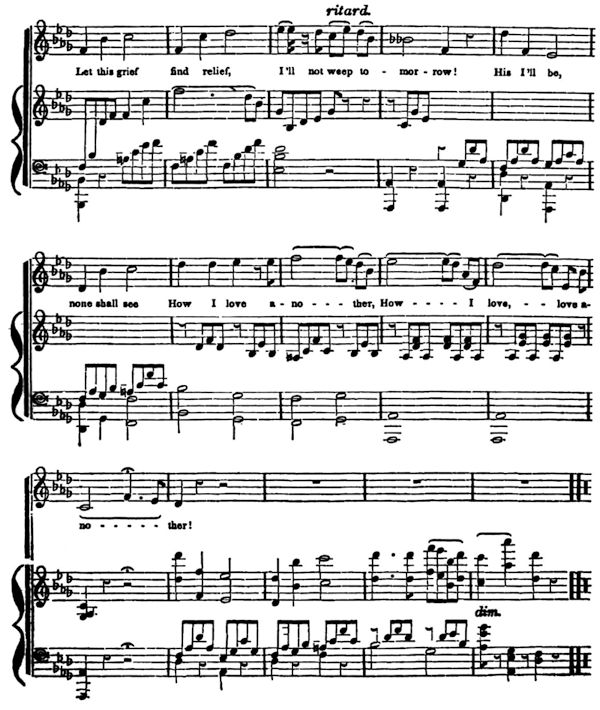 ritard.
Let this grief find relief, I'll not weep to - mor - row! His I'll be,
none shall see How I love a - no - - - ther, How - - - - I love, - - - love a-
no - - - - - ther!
dim.